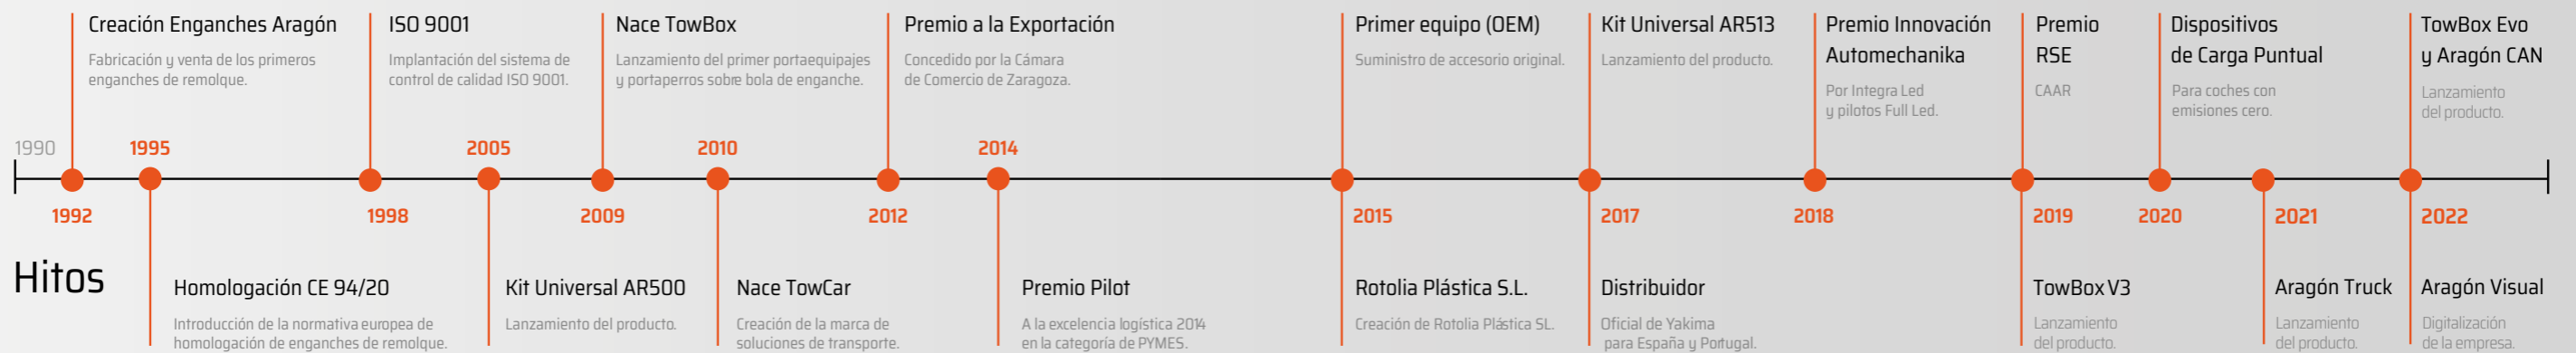 Creación Enganches Aragón
Fabricación y venta de los primeros
enganches de remolque.
ISO 9001
Implantación del sistema de
control de calidad ISO 9001.
Nace TowBox
Lanzamiento del primer portaequipajes
y portaperros sobre bola de enganche.
Premio a la Exportación
Concedido por la Cámara
de Comercio de Zaragoza.
Primer equipo (OEM)
Suministro de accesorio original.
Kit Universal AR513
Lanzamiento del producto.
Premio Innovación
Automechanika
Por Integra Led
y pilotos Full Led.
Premio
RSE
CAAR
Dispositivos
de Carga Puntual
Para coches con
emisiones cero.
TowBox Evo
y Aragón CAN
Lanzamiento
del producto.
1990
1995
2005
2010
2014
1992
1998
2009
2012
2015
2017
2018
2019
2020
2021
2022
Hitos
Homologación CE 94/20
Introducción de la normativa europea de
homologación de enganches de remolque.
Kit Universal AR500
Lanzamiento del producto.
Nace TowCar
Creación de la marca de
soluciones de transporte.
Premio Pilot
A la excelencia logística 2014
en la categoría de PYMES.
Rotolia Plástica S.L.
Creación de Rotolia Plástica SL.
Distribuidor
Oficial de Yakima
para España y Portugal.
TowBox V3
Lanzamiento
del producto.
Aragón Truck
Lanzamiento
del producto.
Aragón Visual
Digitalización
de la empresa.